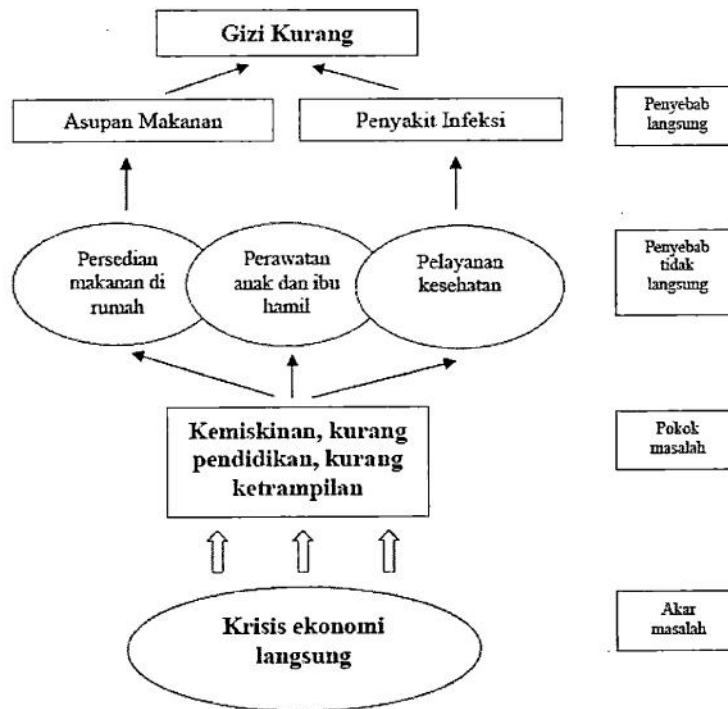 Gizi Kurang
Asupan Makanan
Penyakit Infeksi
Penyebab
langsung
Persedian
makanan di
rumah
Perawatan
anak dan ibu
hamil
Pelayanan
kesehatan
Penyebab
tidak
langsung
Kemiskinan, kurang
pendidikan, kurang
ketrampilan
Pokok
masalah
Krisis ekonomi
langsung
Akar
masalah